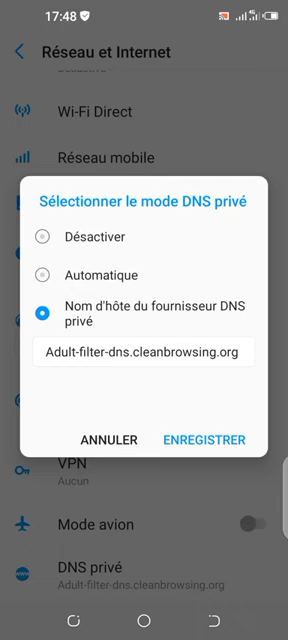 17:48
4G
Réseau et Internet
Wi-Fi Direct
Réseau mobile
Sélectionner le mode DNS privé
Désactiver
Automatique
Nom d'hôte du fournisseur DNS
privé
Adult-filter-dns.cleanbrowsing.org
ANNULER ENREGISTRER
VPN
Aucun
Mode avion
DNS privé
Adult-filter-dns.cleanbrowsing.org